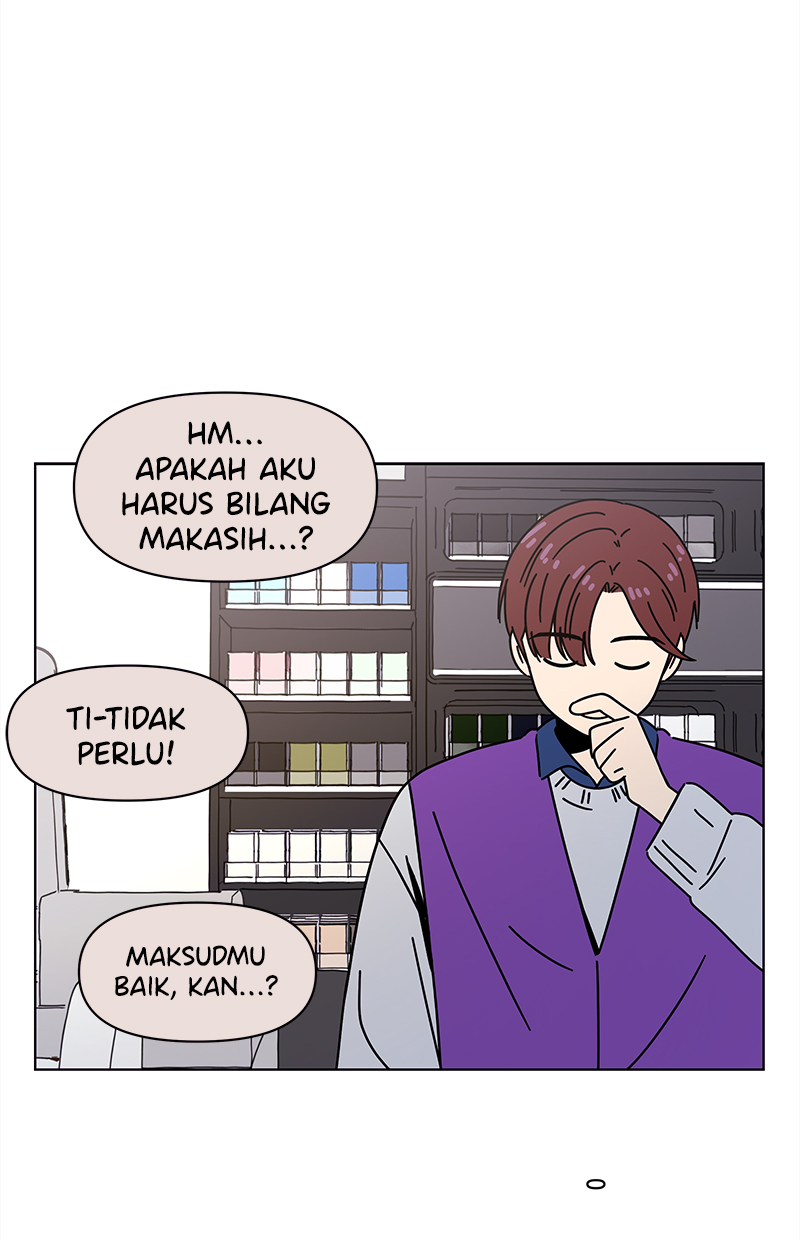 HM...
APAKAH AKU
HARUS BILANG
MAKASIH...?
TI-TIDAK
PERLU!
MAKSUDMU
BAIK, KAN...?